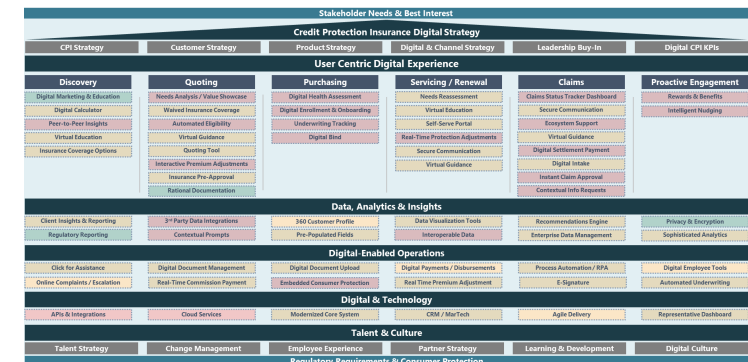 Stakeholder Needs & Best Interest
Credit Protection Insurance Digital Strategy
CPI Strategy
Customer Strategy
Product Strategy
Digital & Channel Strategy
Leadership Buy-In
Digital CPI KPIs
User Centric Digital Experience
Discovery
Digital Marketing & Education
Digital Calculator
Peer-to-Peer Insights
Virtual Education
Insurance Coverage Options
Quoting
Needs Analysis / Value Showcase
Waived Insurance Coverage
Automated Eligibility
Virtual Guidance
Quoting Tool
Interactive Premium Adjustments
Insurance Pre-Approval
Rational Documentation
Purchasing
Digital Health Assessment
Digital Enrollment & Onboarding
Underwriting Tracking
Digital Bind
Servicing / Renewal
Needs Reassessment
Virtual Education
Self-Serve Portal
Real-Time Protection Adjustments
Secure Communication
Virtual Guidance
Claims
Claims Status Tracker Dashboard
Secure Communication
Ecosystem Support
Virtual Guidance
Digital Settlement Payment
Digital Intake
Instant Claim Approval
Contextual Info Requests
Proactive Engagement
Rewards & Benefits
Intelligent Nudging
Data, Analytics & Insights
Client Insights & Reporting
3rd Party Data Integrations
360 Customer Profile
Data Visualization Tools
Recommendations Engine
Privacy & Encryption
Regulatory Reporting
Contextual Prompts
Pre-Populated Fields
Interoperable Data
Enterprise Data Management
Sophisticated Analytics
Digital-Enabled Operations
Click for Assistance
Digital Document Management
Digital Document Upload
Digital Payments / Disbursements
Process Automation / RPA
Digital Employee Tools
Online Complaints / Escalation
Real-Time Commission Payment
Embedded Consumer Protection
Real Time Premium Adjustment
E-Signature
Automated Underwriting
Digital & Technology
APIs & Integrations
Cloud Services
Modernized Core System
CRM / MarTech
Agile Delivery
Representative Dashboard
Talent & Culture
Talent Strategy
Change Management
Employee Experience
Partner Strategy
Learning & Development
Digital Culture
Regulatory Requirements & Consumer Protection